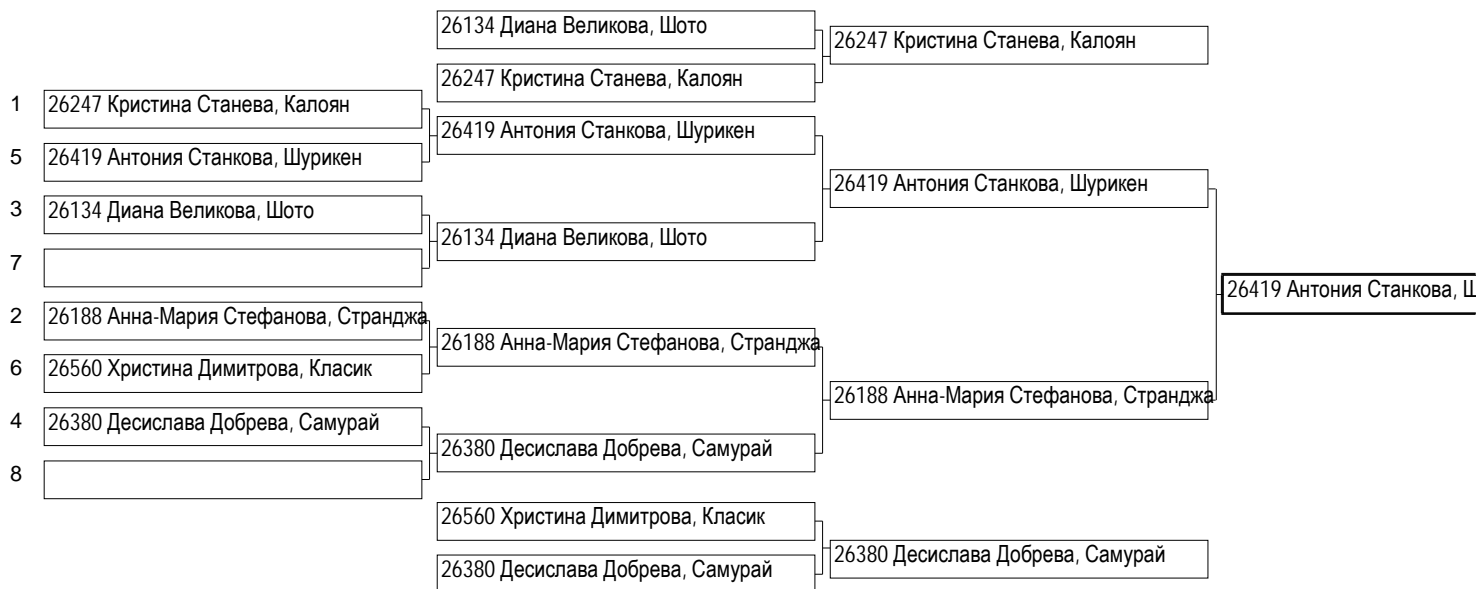 26134 Диана Великова, Шото
26247 Кристина Станева, Калоян
26247 Кристина Станева, Калоян
1 26247 Кристина Станева, Калоян
26419 Антония Станкова, Шурикен
5 26419 Антония Станкова, Шурикен
26419 Антония Станкова, Шурикен
3 26134 Диана Великова, Шото
26134 Диана Великова, Шото
7
26419 Антония Станкова, Ш
2 26188 Анна-Мария Стефанова, Странджа
26188 Анна-Мария Стефанова, Странджа
6 26560 Христина Димитрова, Класик
26188 Анна-Мария Стефанова, Странджа
4 26380 Десислава Добрева, Самурай
26380 Десислава Добрева, Самурай
8
26560 Христина Димитрова, Класик
26380 Десислава Добрева, Самурай
26380 Десислава Добрева, Самурай